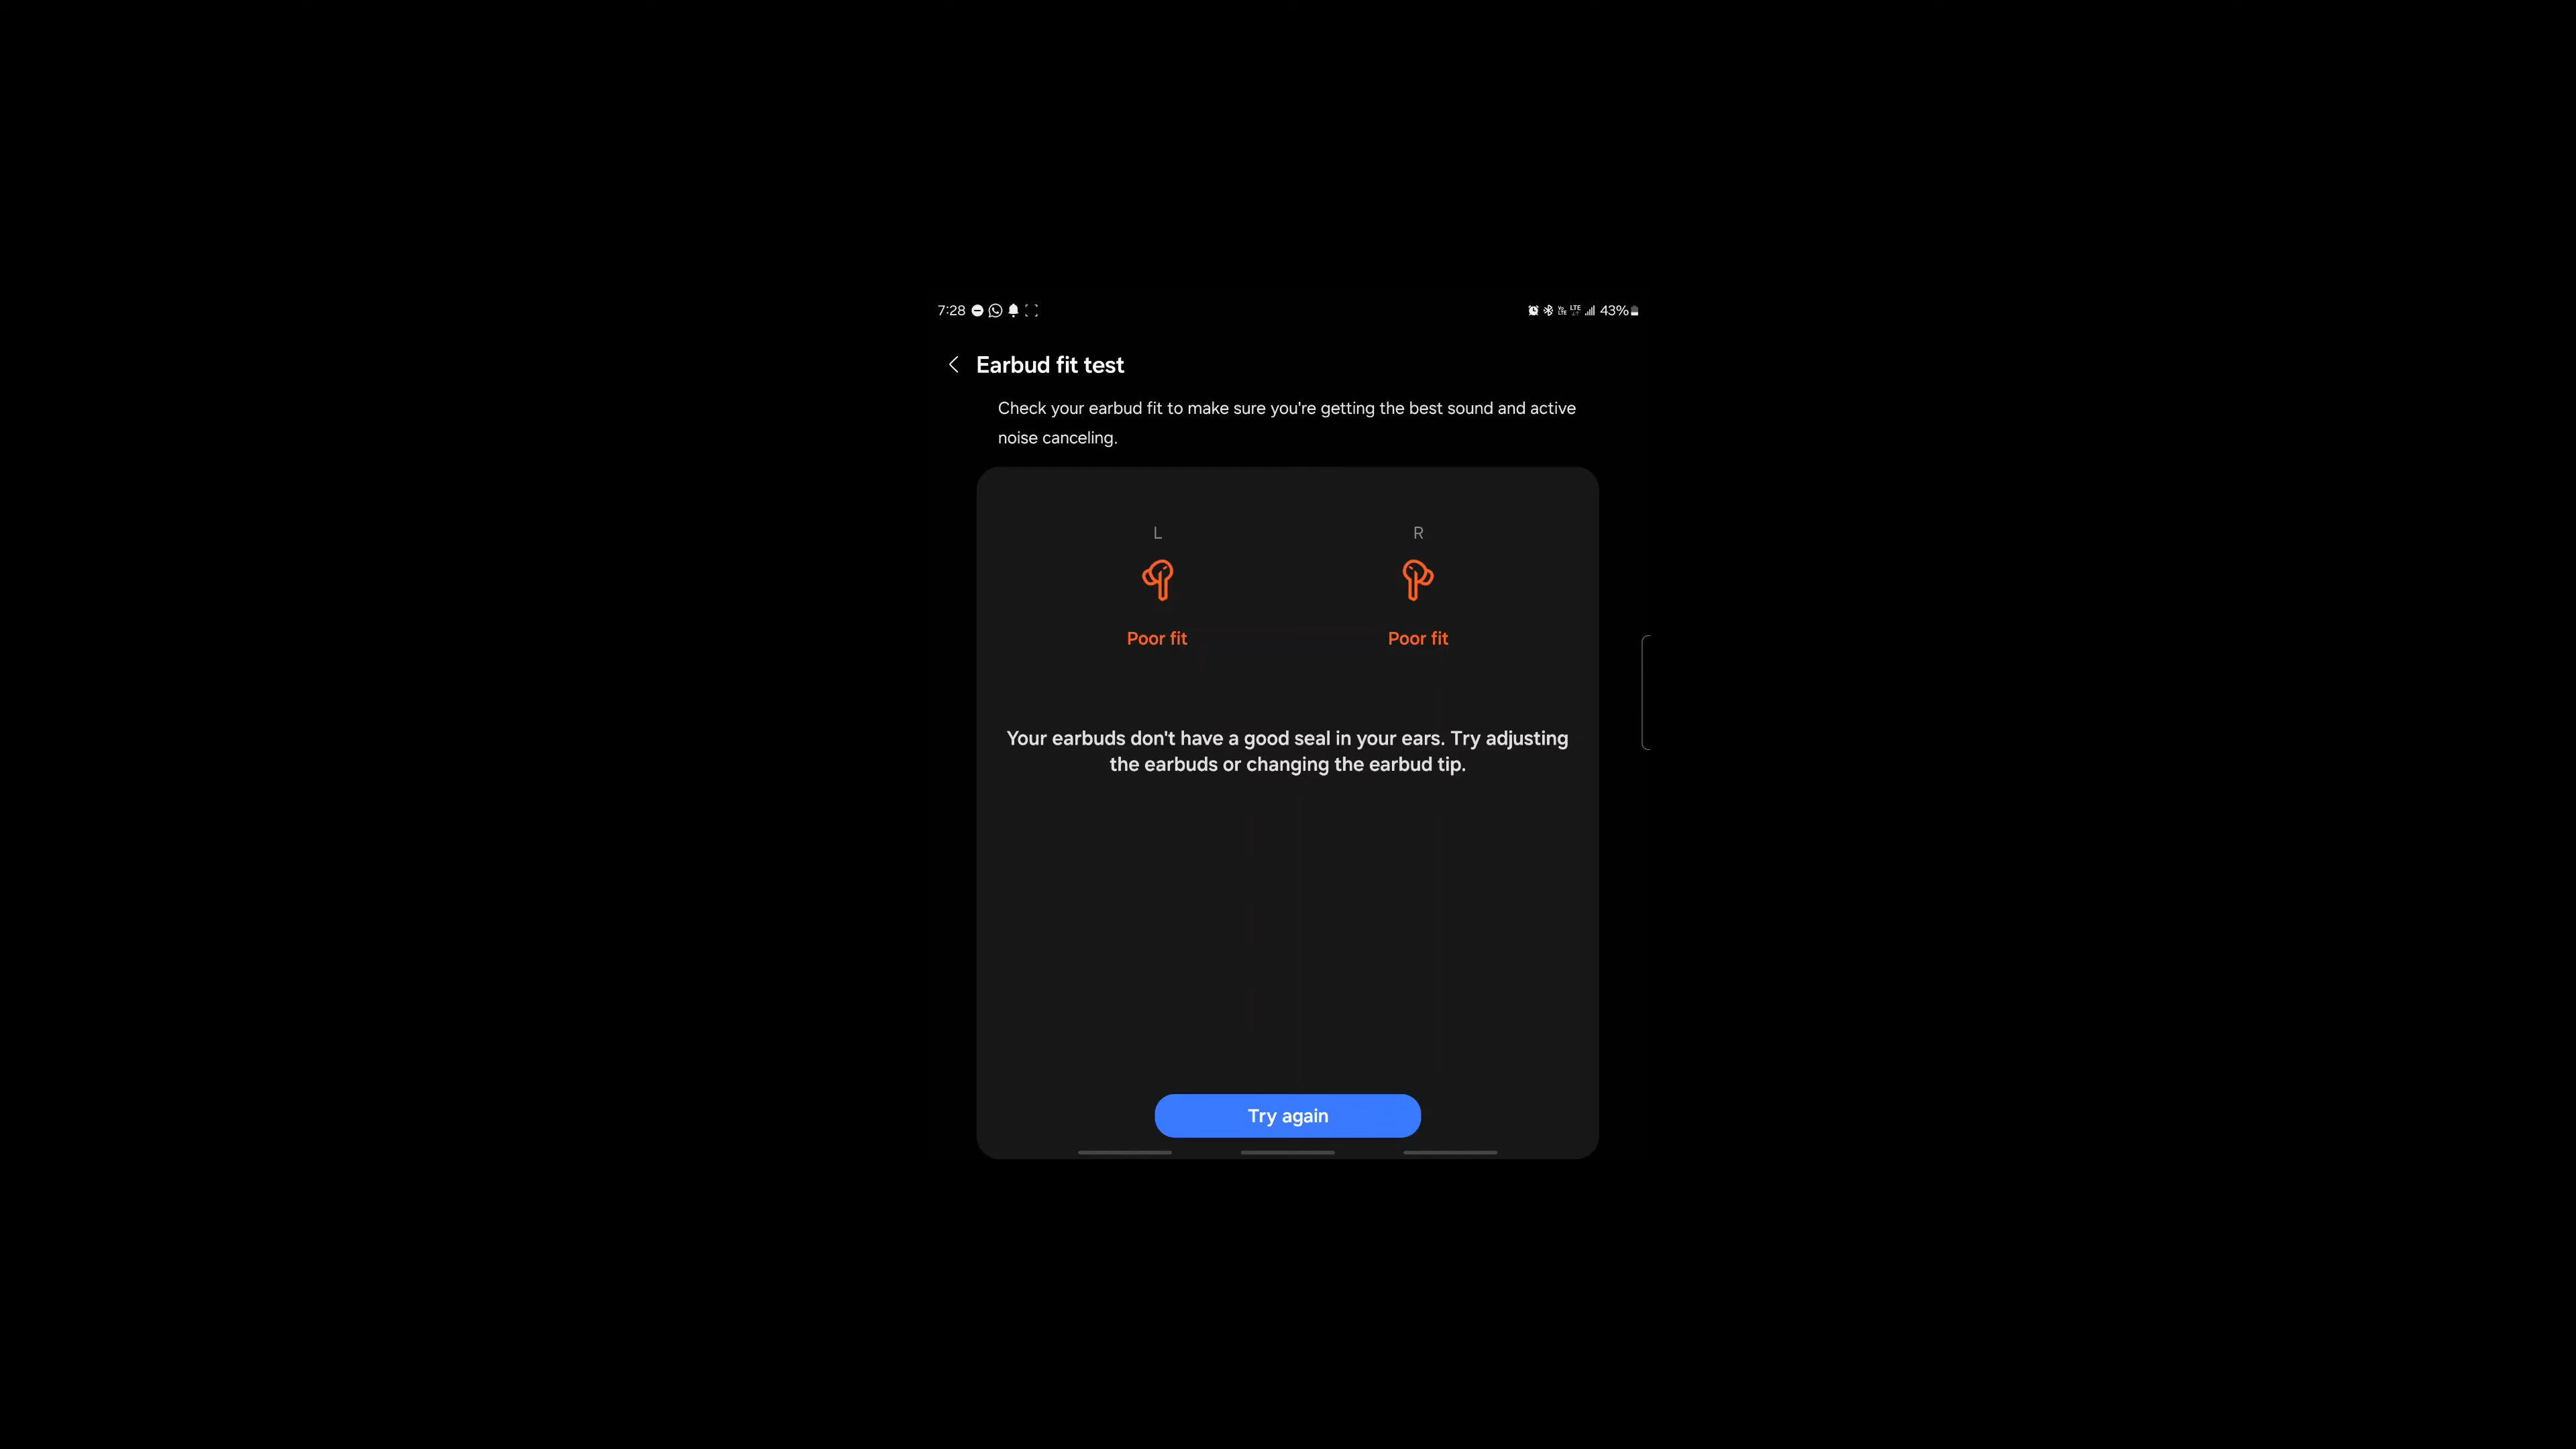 7:28
LTE
43%
Earbud fit test
Check your earbud fit to make sure you're getting the best sound and active
noise canceling.
L
R
Poor fit
Poor fit
Your earbuds don't have a good seal in your ears. Try adjusting
the earbuds or changing the earbud tip.
Try again